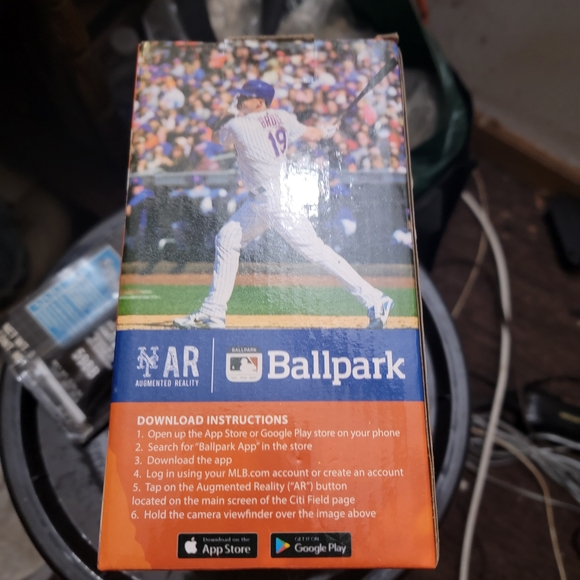 BRUCE
19
NY AR
AUGMENTED REALITY
BALLPARK
Ballpark
DOWNLOAD INSTRUCTIONS
1. Open up the App Store or Google Play store on your phone
2. Search for "Ballpark App" in the store
3. Download the app
4. Log in using your MLB.com account or create an account
5. Tap on the Augmented Reality ("AR") button
located on the main screen of the Citi Field page
6. Hold the camera viewfinder over the image above
Download on the
App Store
GET IT ON
Google Play